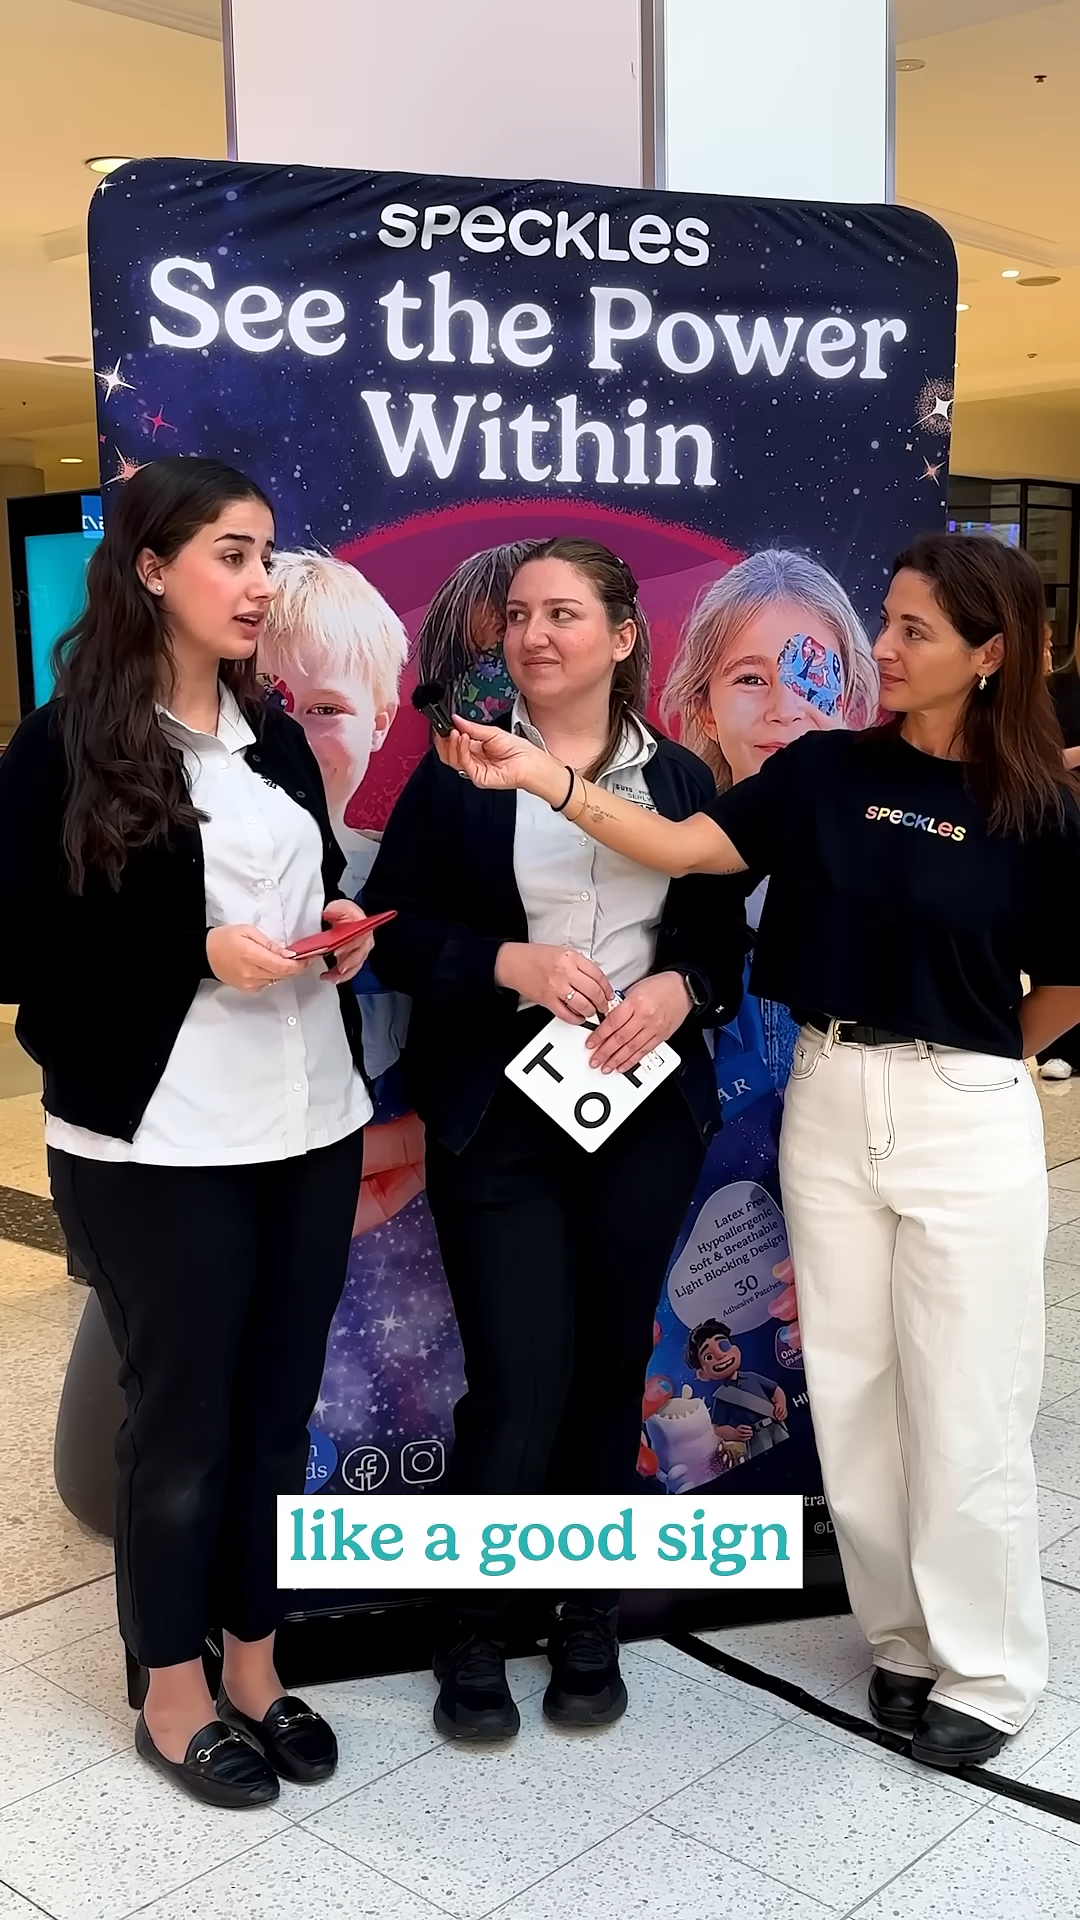 SPECKLES
See the Power
Within
SPECKLES
T
O
AR
Latex Free
Hypoallergenic
Soft & Breathable
Light Blocking Design
30
Adhesive Patches
like a good sign